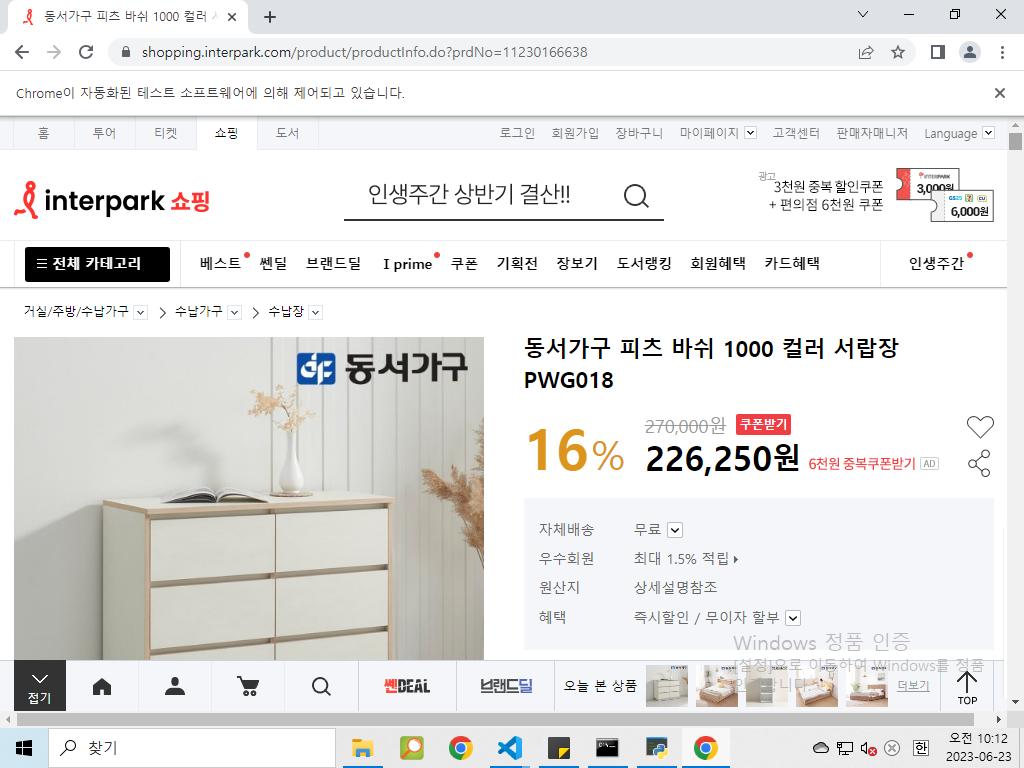 동서가구 피츠 바쉬 1000 컬러 서
shopping.interpark.com/product/productInfo.do?prdNo=11230166638
Chrome이 자동화된 테스트 소프트웨어에 의해 제어되고 있습니다.
홈 투어 티켓 쇼핑 도서 로그인 회원가입 장바구니 마이페이지 고객센터 판매자매니저 Language
광고
interpark 쇼핑
인생주간 상반기 결산!!
3천원 중복 할인쿠폰
+ 편의점 6천원 쿠폰
INTERPARK
3,000원
GS25 CU
6,000원
전체 카테고리 베스트 쎈딜 브랜드딜 I prime 쿠폰 기획전 장보기 도서랭킹 회원혜택 카드혜택 인생주간
거실/주방/수납가구 수납가구 수납장
동서가구
동서가구 피츠 바쉬 1000 컬러 서랍장
PWG018
270,000원 쿠폰받기
16% 226,250원 6천원 중복쿠폰받기 AD
자체배송 무료
우수회원 최대 1.5% 적립
원산지 상세설명참조
혜택 즉시할인 / 무이자 할부
Windows 정품 인증
[설정]으로 이동하여 Windows를 정품
접기 쎈DEAL 브랜드딜 오늘 본 상품 더보기 TOP
찾기
한
오전 10:12
2023-06-23